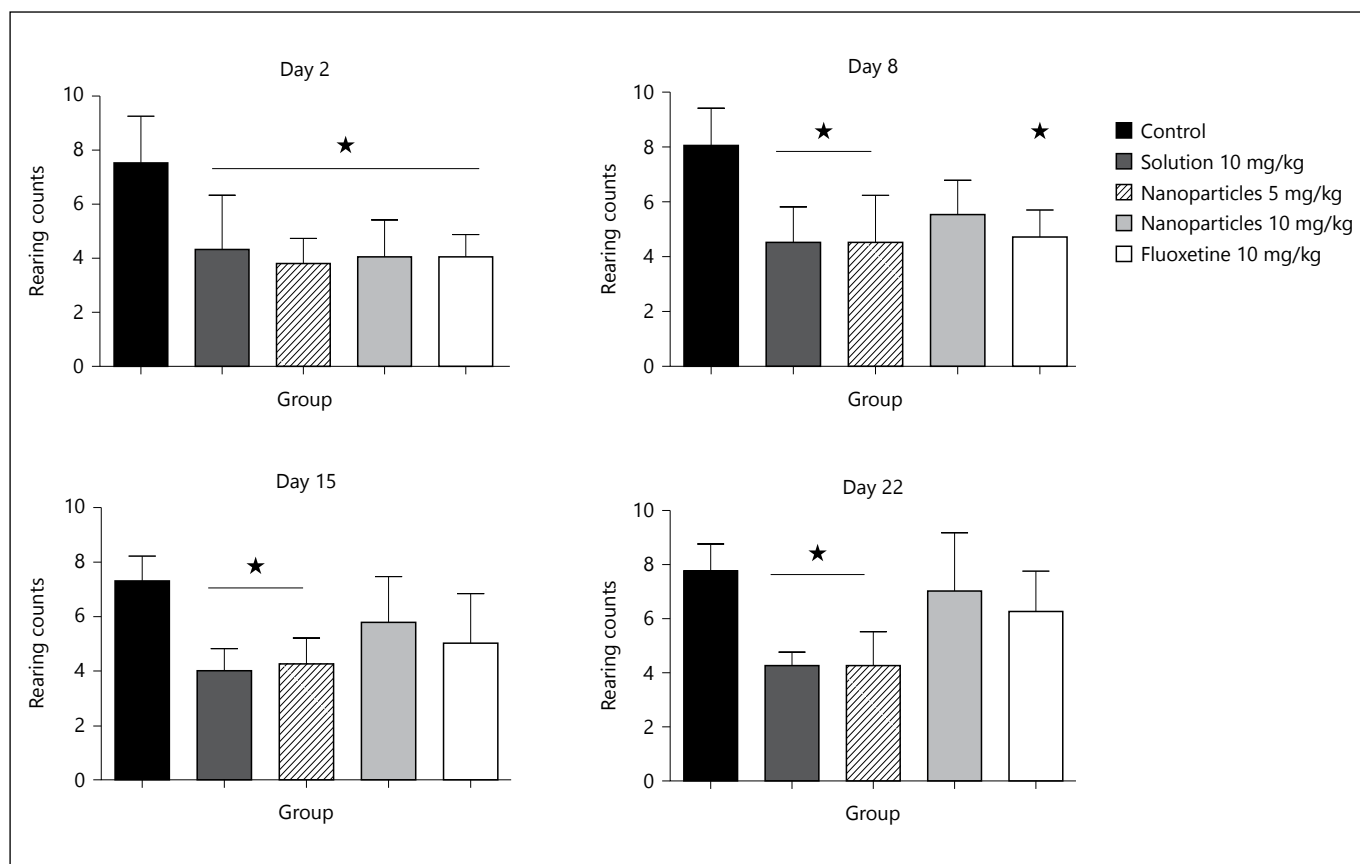 Day 2
10
8
6
4
2
0
Rearing counts
★
Group
Day 8
10
8
6
4
2
0
Rearing counts
★
★
Group
Control
Solution 10 mg/kg
Nanoparticles 5 mg/kg
Nanoparticles 10 mg/kg
Fluoxetine 10 mg/kg
Day 15
10
8
6
4
2
0
Rearing counts
★
Group
Day 22
10
8
6
4
2
0
Rearing counts
★
Group